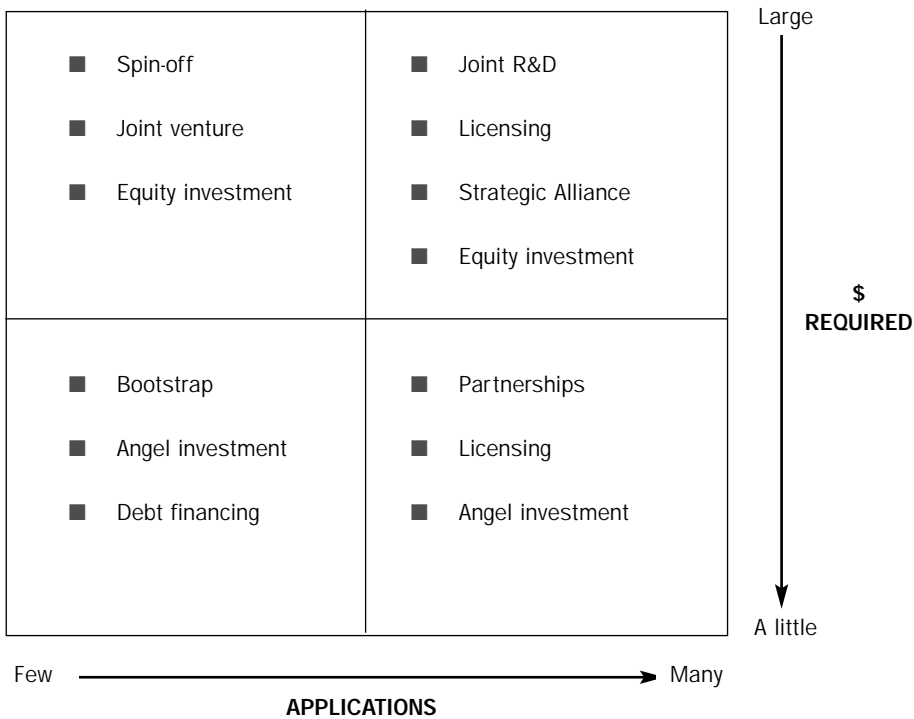 Large
Spin-off
Joint venture
Equity investment
Joint R&D
Licensing
Strategic Alliance
Equity investment
$
REQUIRED
Bootstrap
Angel investment
Debt financing
Partnerships
Licensing
Angel investment
A little
Few
Many
APPLICATIONS